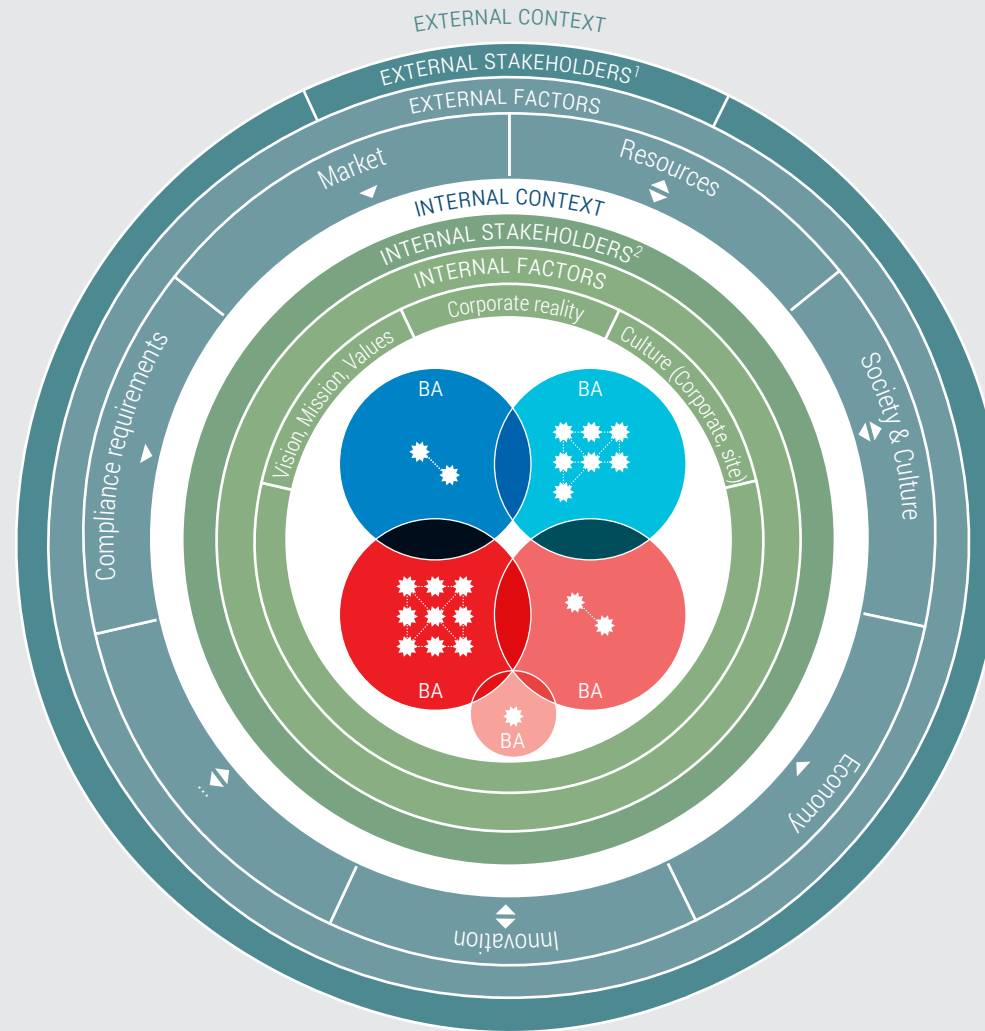 EXTERNAL CONTEXT
EXTERNAL STAKEHOLDERS¹
EXTERNAL FACTORS
Market
Resources
Society & Culture
Economy
Innovation
...
Compliance requirements
INTERNAL CONTEXT
INTERNAL STAKEHOLDERS²
INTERNAL FACTORS
Vision, Mission, Values
Corporate reality
Culture (Corporate, site)
BA
BA
BA
BA
BA